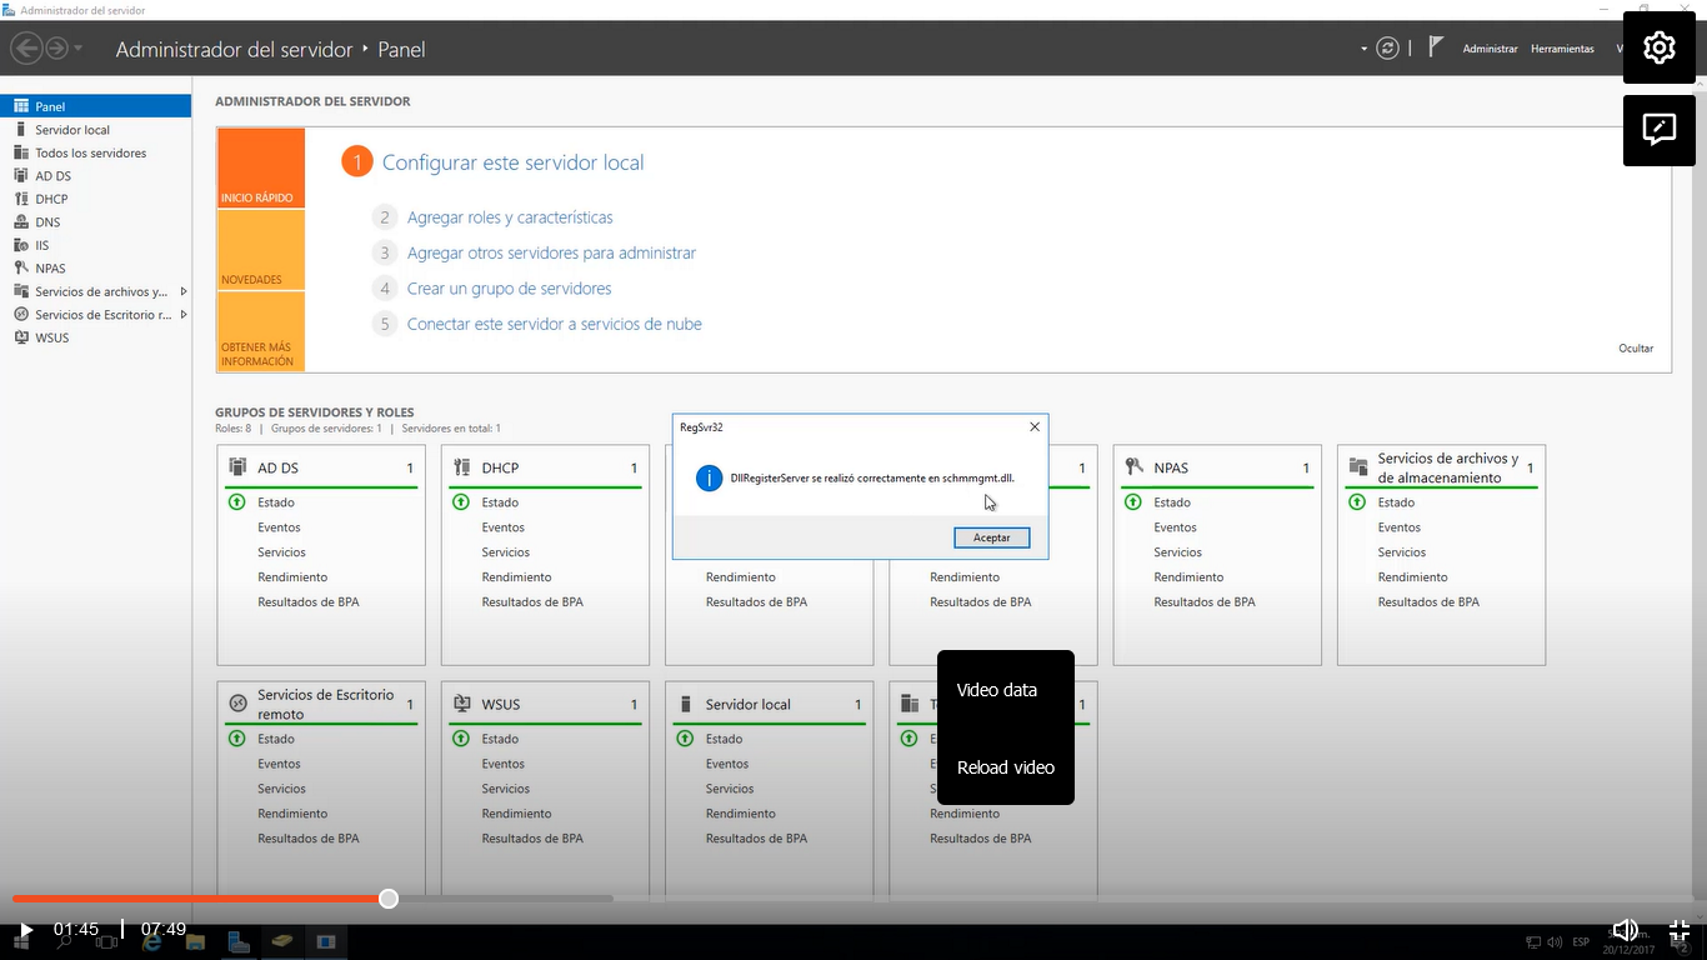 Administrador del servidor
Administrador del servidor ‣ Panel
Administrar
Herramientas
V
Panel
Servidor local
Todos los servidores
AD DS
DHCP
DNS
IIS
NPAS
Servicios de archivos y...
Servicios de Escritorio r...
WSUS
ADMINISTRADOR DEL SERVIDOR
INICIO RÁPIDO
NOVEDADES
OBTENER MÁS
INFORMACIÓN
1 Configurar este servidor local
2 Agregar roles y características
3 Agregar otros servidores para administrar
4 Crear un grupo de servidores
5 Conectar este servidor a servicios de nube
Ocultar
GRUPOS DE SERVIDORES Y ROLES
Roles: 8 | Grupos de servidores: 1 | Servidores en total: 1
AD DS 1
Estado
Eventos
Servicios
Rendimiento
Resultados de BPA
DHCP 1
Estado
Eventos
Servicios
Rendimiento
Resultados de BPA
Rendimiento
Resultados de BPA
1
Rendimiento
Resultados de BPA
RegSvr32
DllRegisterServer se realizó correctamente en schmmgmt.dll.
Aceptar
NPAS 1
Estado
Eventos
Servicios
Rendimiento
Resultados de BPA
Servicios de archivos y
de almacenamiento 1
Estado
Eventos
Servicios
Rendimiento
Resultados de BPA
Servicios de Escritorio
remoto 1
Estado
Eventos
Servicios
Rendimiento
Resultados de BPA
WSUS 1
Estado
Eventos
Servicios
Rendimiento
Resultados de BPA
Servidor local 1
Estado
Eventos
Servicios
Rendimiento
Resultados de BPA
1
Rendimiento
Resultados de BPA
Video data
Reload video
01:45 | 07:49
ESP
20/12/2017
2